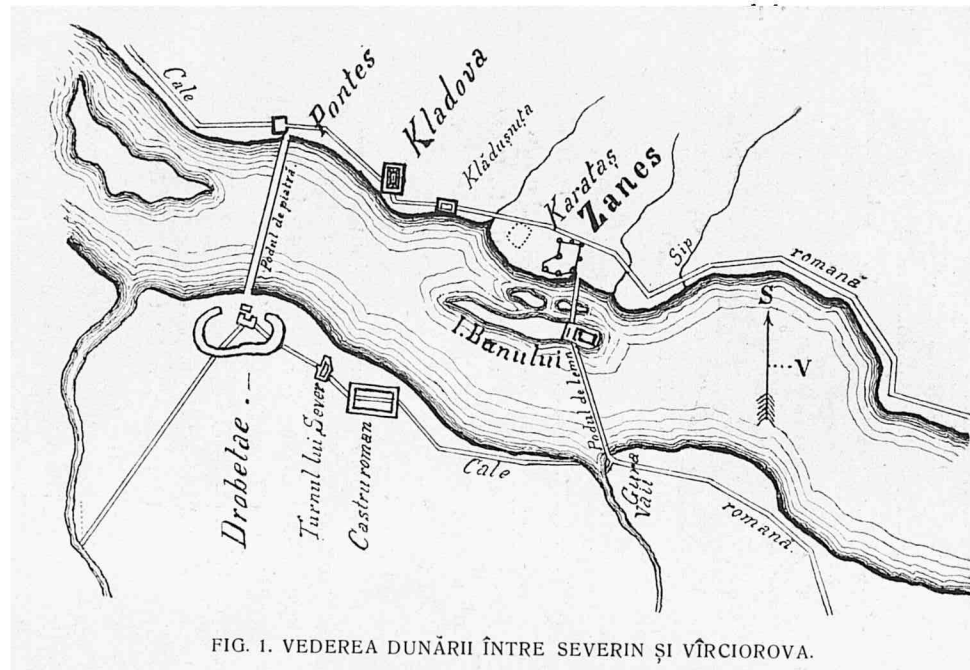 Cale
Pontes
Kladova
Klădușnița
Karataș
Zanes
Sip
romană
Podul de piatră
I. Banului
Podul de lemn
S
V
Drobetae
Turnul lui Sever
Castru roman
Cale
Gura
Văii
romană
FIG. 1. VEDEREA DUNĂRII ÎNTRE SEVERIN ȘI VÎRCIOROVA.